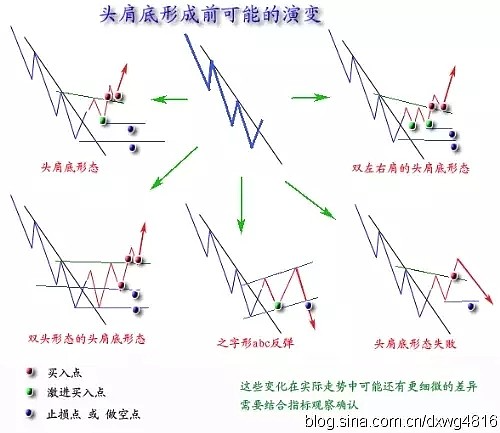 头肩底形成前可能的演变
头肩底形态
双左右肩的头肩底形态
双头形态的头肩底形态
之字形abc反弹
头肩底形态失败
买入点
激进买入点
止损点 或 做空点
这些变化在实际走势中可能还有更细微的差异
需要结合指标观察确认
blog.sina.com.cn/dxwg4816